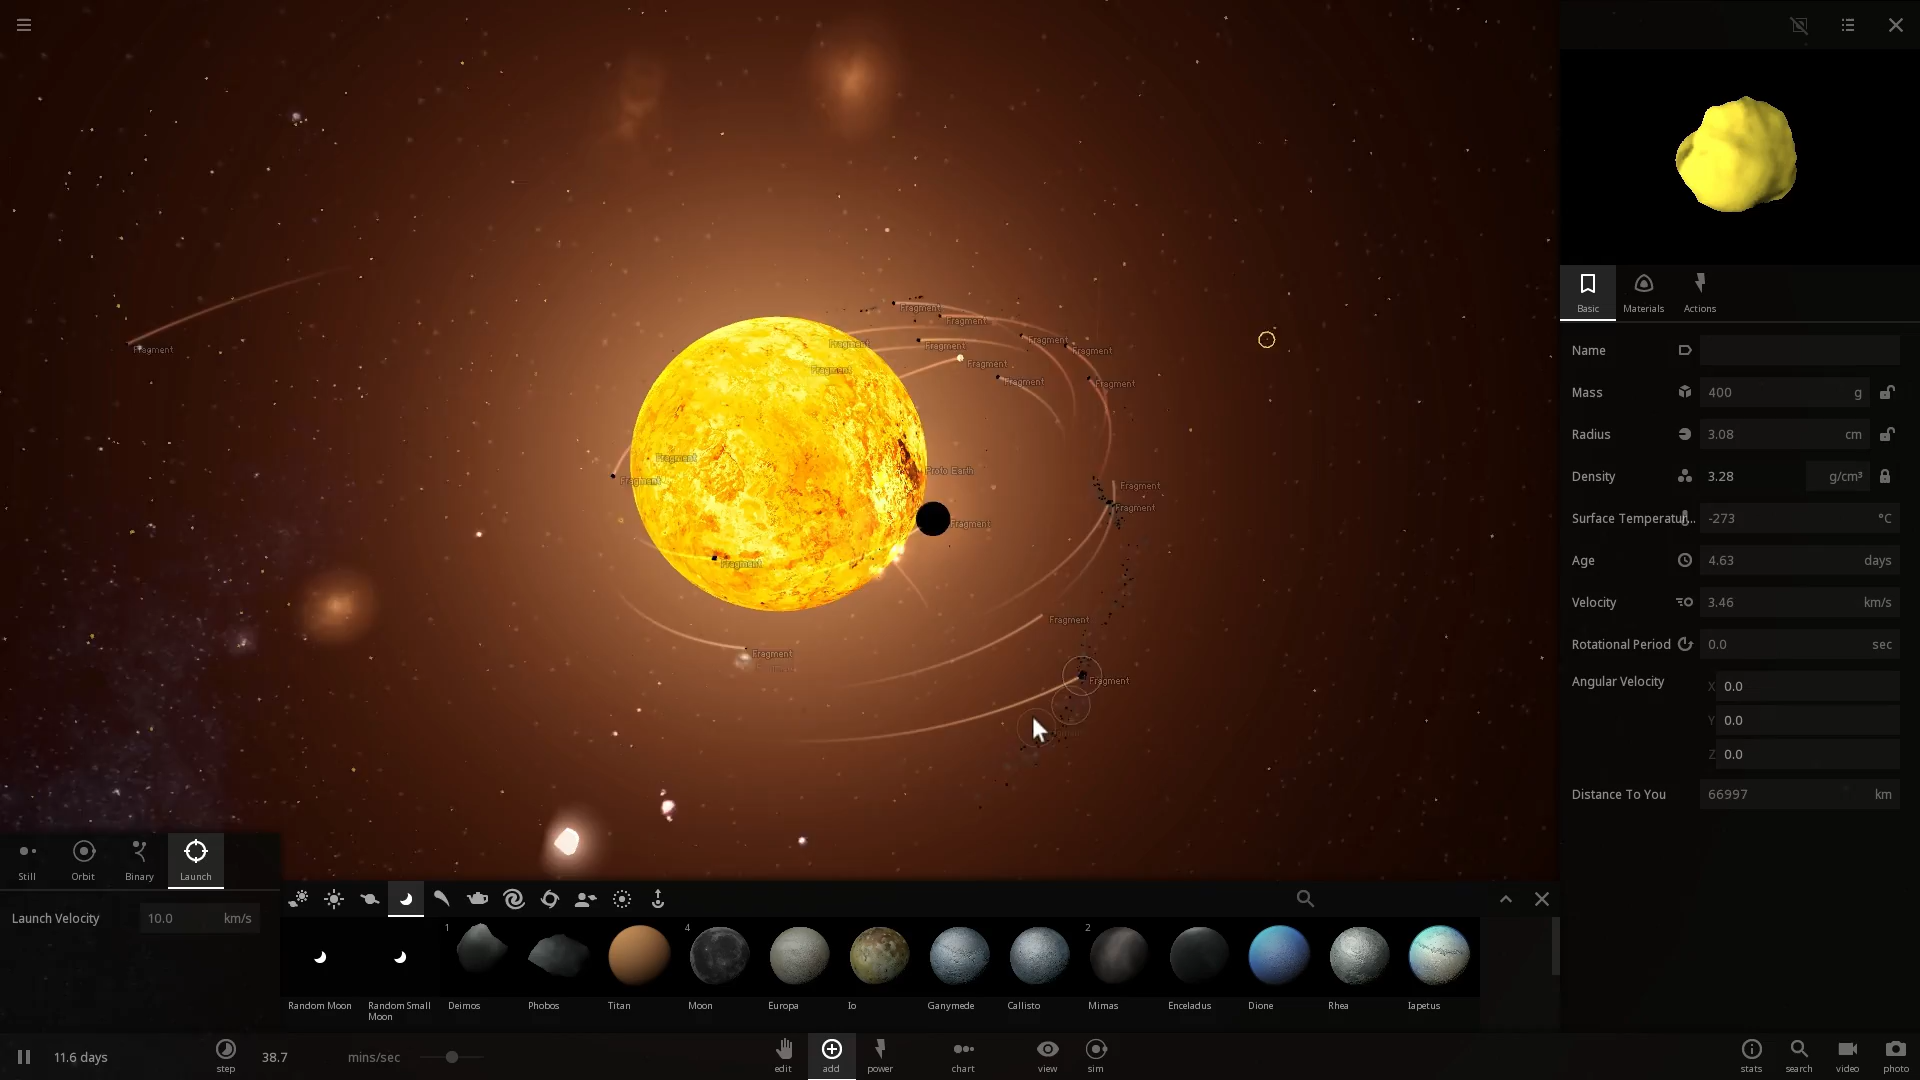 Fragment
Fragment
Fragment
Fragment
Fragment
Fragment
Fragment
Fragment
Fragment
Fragment
Fragment
Fragment
Proto Earth
Fragment
Fragment
Fragment
Fragment
Fragment
Fragment
Fragment
Fragment
Basic
Materials
Actions
Name
Mass 400 g
Radius 3.08 cm
Density 3.28 g/cm³
Surface Temperatur... -273 °C
Age 4.63 days
Velocity 3.46 km/s
Rotational Period 0.0 sec
Angular Velocity X 0.0
Y 0.0
Z 0.0
Distance To You 66997 km
Still Orbit Binary Launch
Launch Velocity 10.0 km/s
1 4 2
Random Moon
Random Small Moon
Deimos
Phobos
Titan
Moon
Europa
Io
Ganymede
Callisto
Mimas
Enceladus
Dione
Rhea
Iapetus
11.6 days
step
38.7 mins/sec
edit
add
power
chart
view
sim
stats
search
video
photo